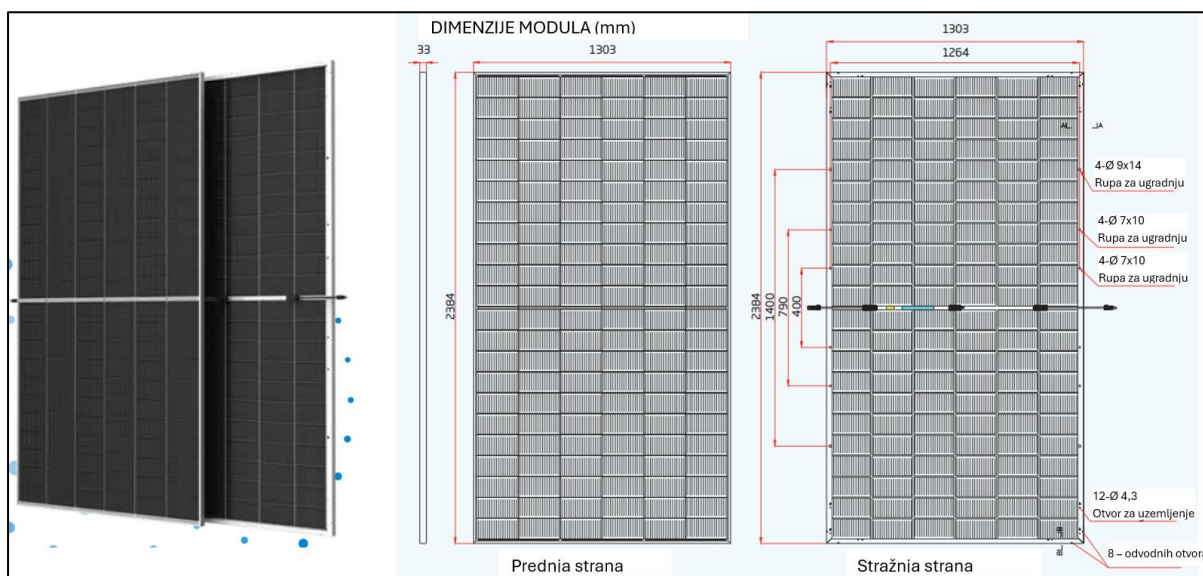 DIMENZIJE MODULA (mm)
33
1303
2384
Prednja strana
1303
1264
2384
1400
790
400
A
A
4-Ø 9x14
Rupa za ugradnju
4-Ø 7x10
Rupa za ugradnju
4-Ø 7x10
Rupa za ugradnju
12-Ø 4,3
Otvor za uzemljenje
8 – odvodnih otvora
B
B
Stražnja strana